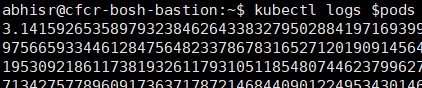 abhisr@cfcr-bosh-bastion:~$ kubectl logs $pods
3.141592653589793238462643383279502884197169399
97566593344612847564823378678316527120190914564
19530921861173819326117931051185480744623799627
71342757789609173637178721468440901224953430146